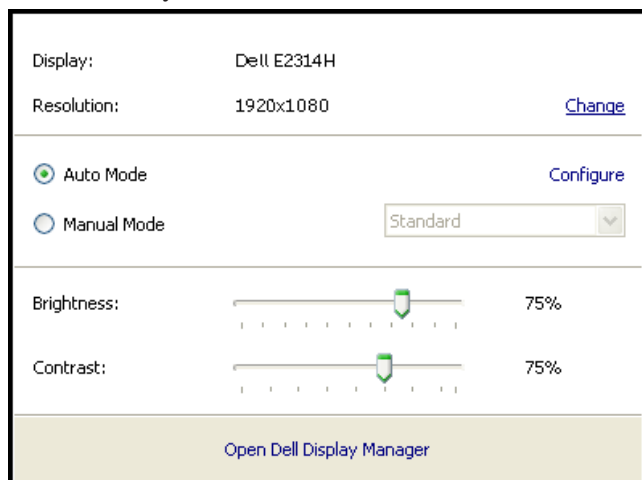 Display: Dell E2314H
Resolution: 1920x1080 Change
Auto Mode Configure
Manual Mode Standard
Brightness: 75%
Contrast: 75%
Open Dell Display Manager